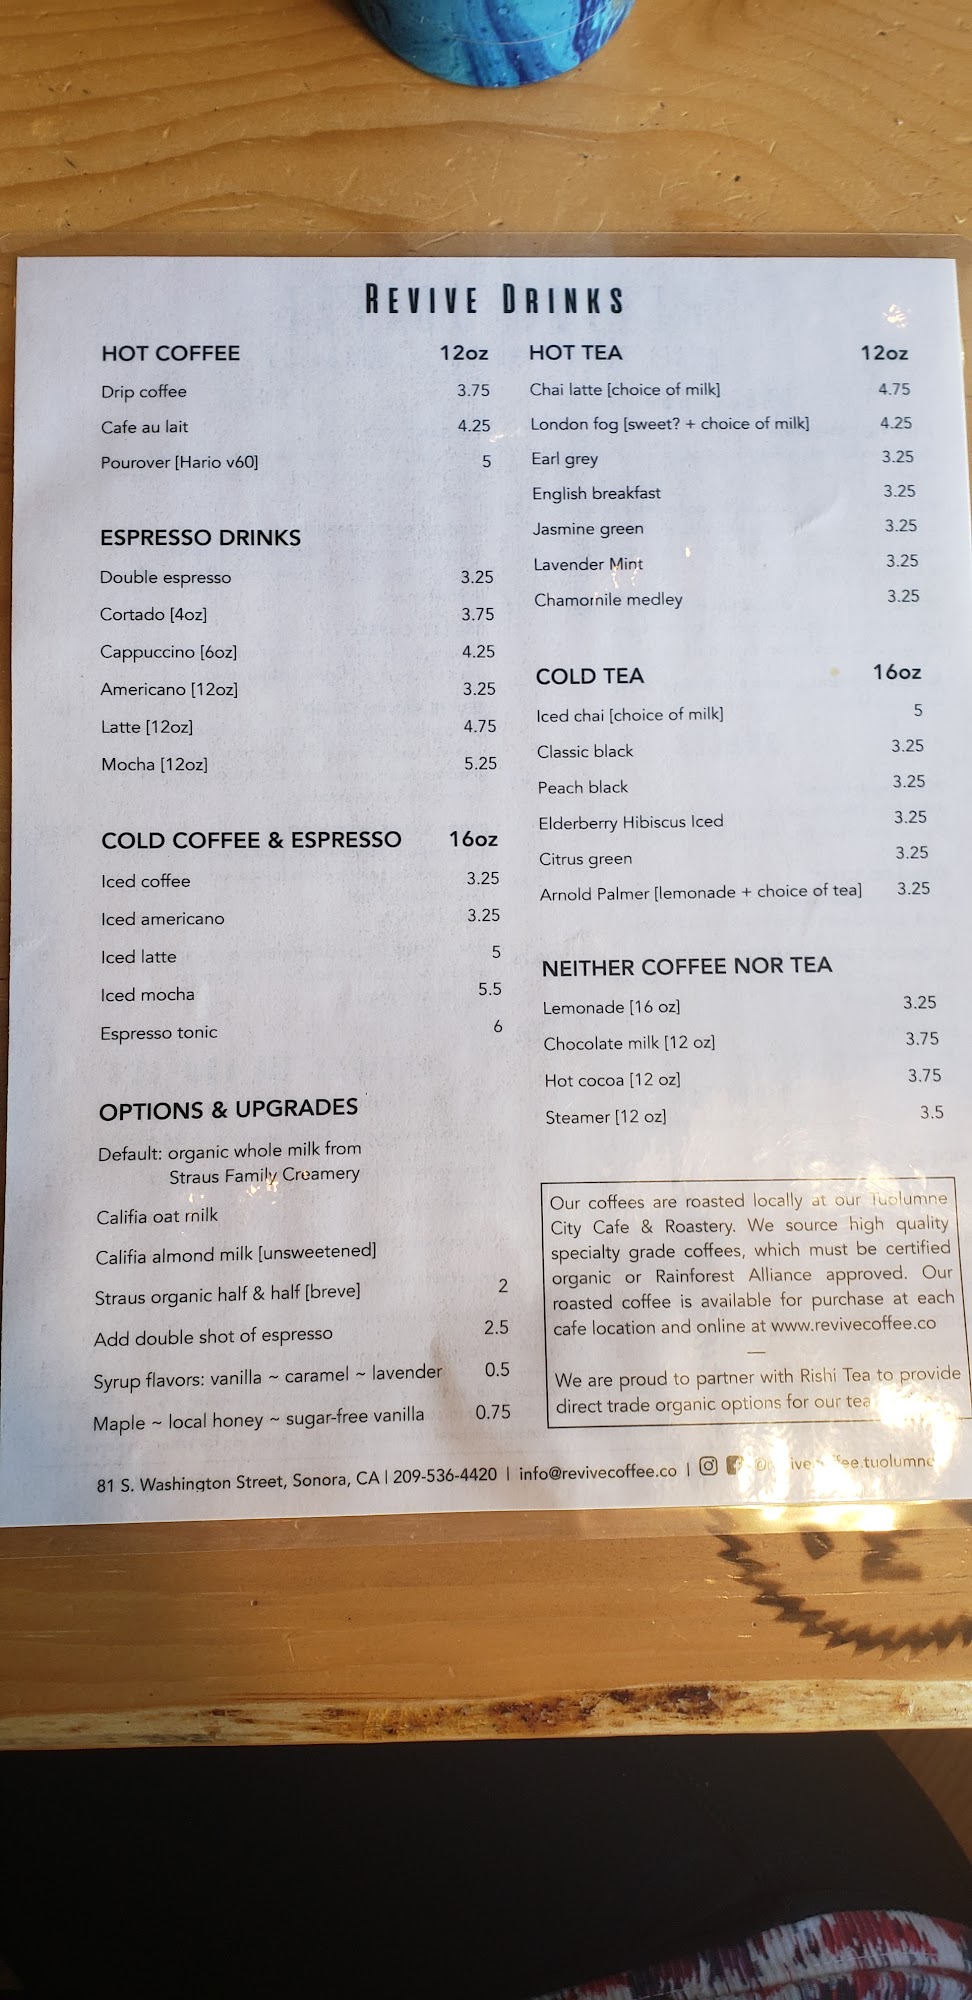 REVIVE DRINKS
HOT COFFEE 12oz
Drip coffee 3.75
Cafe au lait 4.25
Pourover [Hario v60] 5
ESPRESSO DRINKS
Double espresso 3.25
Cortado [4oz] 3.75
Cappuccino [6oz] 4.25
Americano [12oz] 3.25
Latte [12oz] 4.75
Mocha [12oz] 5.25
COLD COFFEE & ESPRESSO 16oz
Iced coffee 3.25
Iced americano 3.25
Iced latte 5
Iced mocha 5.5
Espresso tonic 6
OPTIONS & UPGRADES
Default: organic whole milk from
Straus Family Creamery
Califia oat milk
Califia almond milk [unsweetened]
Straus organic half & half [breve] 2
Add double shot of espresso 2.5
Syrup flavors: vanilla ~ caramel ~ lavender 0.5
Maple ~ local honey ~ sugar-free vanilla 0.75
HOT TEA 12oz
Chai latte [choice of milk] 4.75
London fog [sweet? + choice of milk] 4.25
Earl grey 3.25
English breakfast 3.25
Jasmine green 3.25
Lavender Mint 3.25
Chamomile medley 3.25
COLD TEA 16oz
Iced chai [choice of milk] 5
Classic black 3.25
Peach black 3.25
Elderberry Hibiscus Iced 3.25
Citrus green 3.25
Arnold Palmer [lemonade + choice of tea] 3.25
NEITHER COFFEE NOR TEA
Lemonade [16 oz] 3.25
Chocolate milk [12 oz] 3.75
Hot cocoa [12 oz] 3.75
Steamer [12 oz] 3.5
Our coffees are roasted locally at our Tuolumne
City Cafe & Roastery. We source high quality
specialty grade coffees, which must be certified
organic or Rainforest Alliance approved. Our
roasted coffee is available for purchase at each
cafe location and online at www.revivecoffee.co
—
We are proud to partner with Rishi Tea to provide
direct trade organic options for our tea
81 S. Washington Street, Sonora, CA | 209-536-4420 | info@revivecoffee.co |